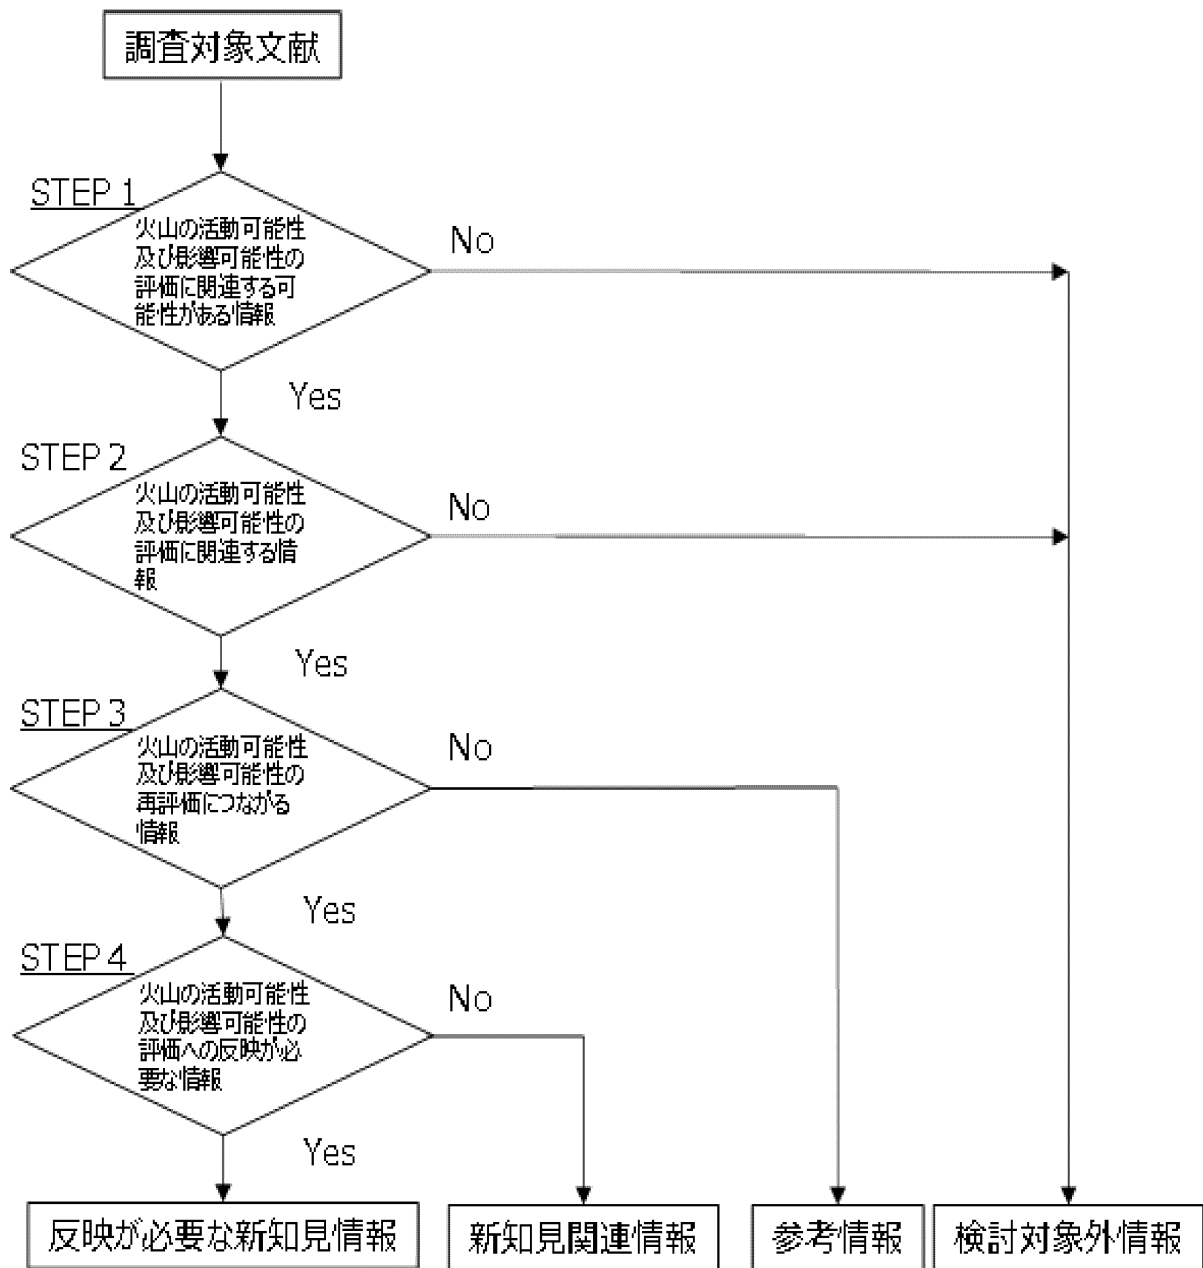 調査対象文献
STEP 1
火山の活動可能性
及び影響可能性の
評価に関連する可
能性がある情報
No
Yes
STEP 2
火山の活動可能性
及び影響可能性の
評価に関連する情
報
No
Yes
STEP 3
火山の活動可能性
及び影響可能性の
再評価につながる
情報
No
Yes
STEP 4
火山の活動可能性
及び影響可能性の
評価への反映が必
要な情報
No
Yes
反映が必要な新知見情報
新知見関連情報
参考情報
検討対象外情報